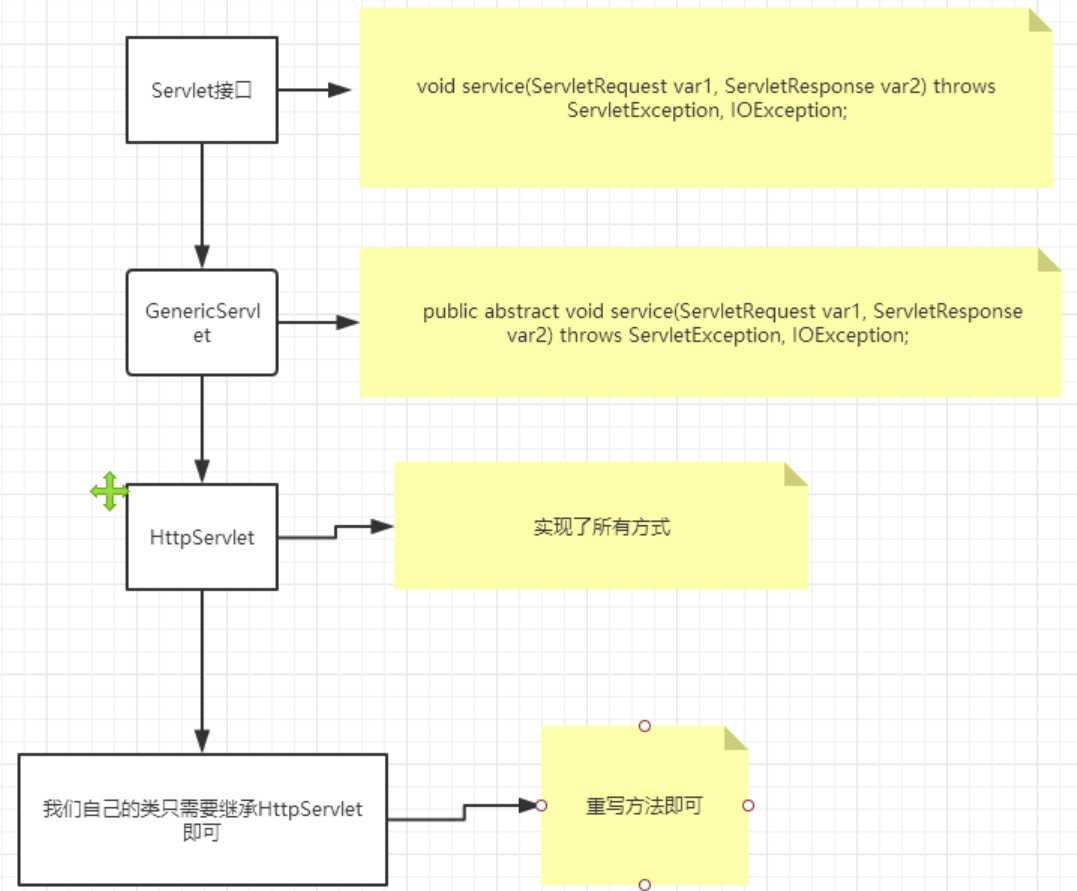 Servlet接口
void service(ServletRequest var1, ServletResponse var2) throws
ServletException, IOException;
GenericServl
et
public abstract void service(ServletRequest var1, ServletResponse
var2) throws ServletException, IOException;
HttpServlet
实现了所有方式
我们自己的类只需要继承HttpServlet
即可
重写方法即可